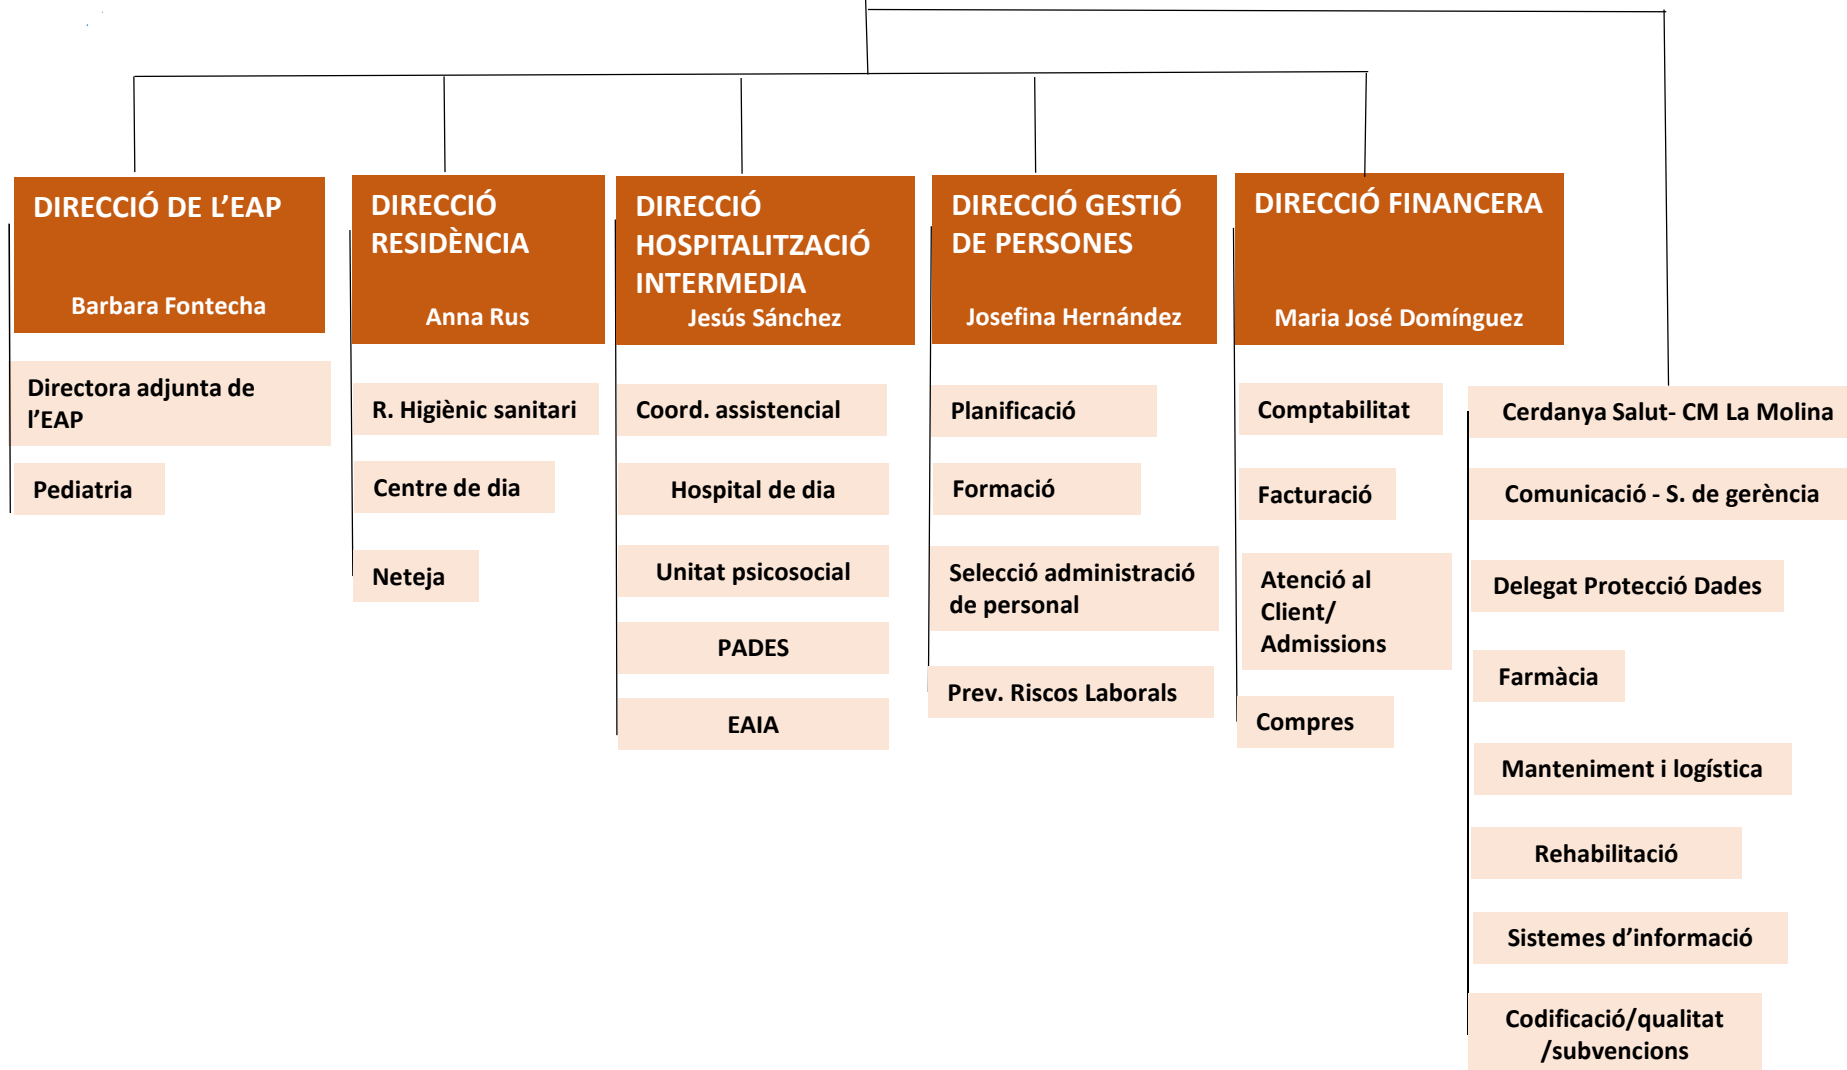 DIRECCIÓ DE L’EAP
Barbara Fontecha
Directora adjunta de
l’EAP
Pediatria
DIRECCIÓ
RESIDÈNCIA
Anna Rus
R. Higiènic sanitari
Centre de dia
Neteja
DIRECCIÓ
HOSPITALITZACIÓ
INTERMEDIA
Jesús Sánchez
Coord. assistencial
Hospital de dia
Unitat psicosocial
PADES
EAIA
DIRECCIÓ GESTIÓ
DE PERSONES
Josefina Hernández
Planificació
Formació
Selecció administració
de personal
Prev. Riscos Laborals
DIRECCIÓ FINANCERA
Maria José Domínguez
Comptabilitat
Facturació
Atenció al
Client/
Admissions
Compres
Cerdanya Salut- CM La Molina
Comunicació - S. de gerència
Delegat Protecció Dades
Farmàcia
Manteniment i logística
Rehabilitació
Sistemes d’informació
Codificació/qualitat
/subvencions